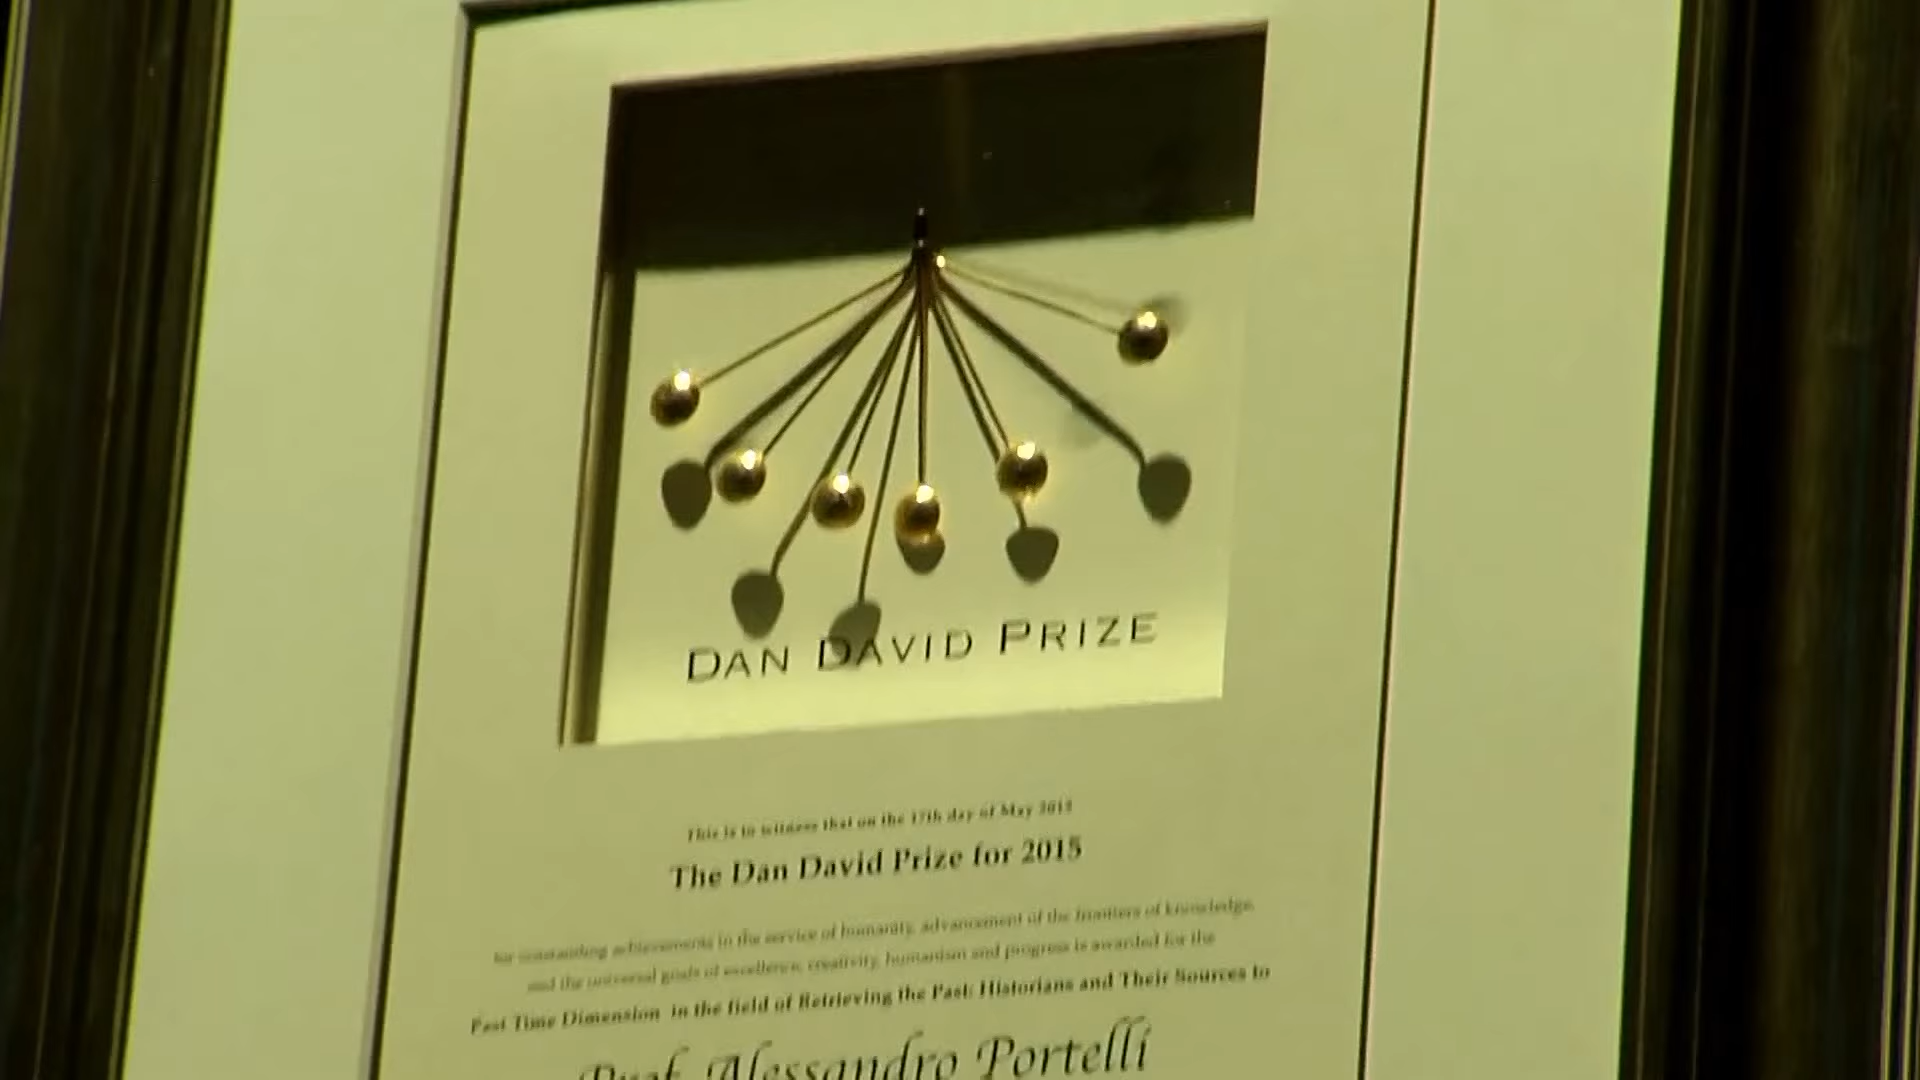 DAN DAVID PRIZE
This is to witness that on the 17th day of May 2015
The Dan David Prize for 2015
for outstanding achievements in the service of humanity, advancement of the frontiers of knowledge,
and the universal goals of excellence, creativity, humanism and progress is awarded for the
Past Time Dimension in the field of Retrieving the Past: Historians and Their Sources to
Prof. Alessandro Portelli